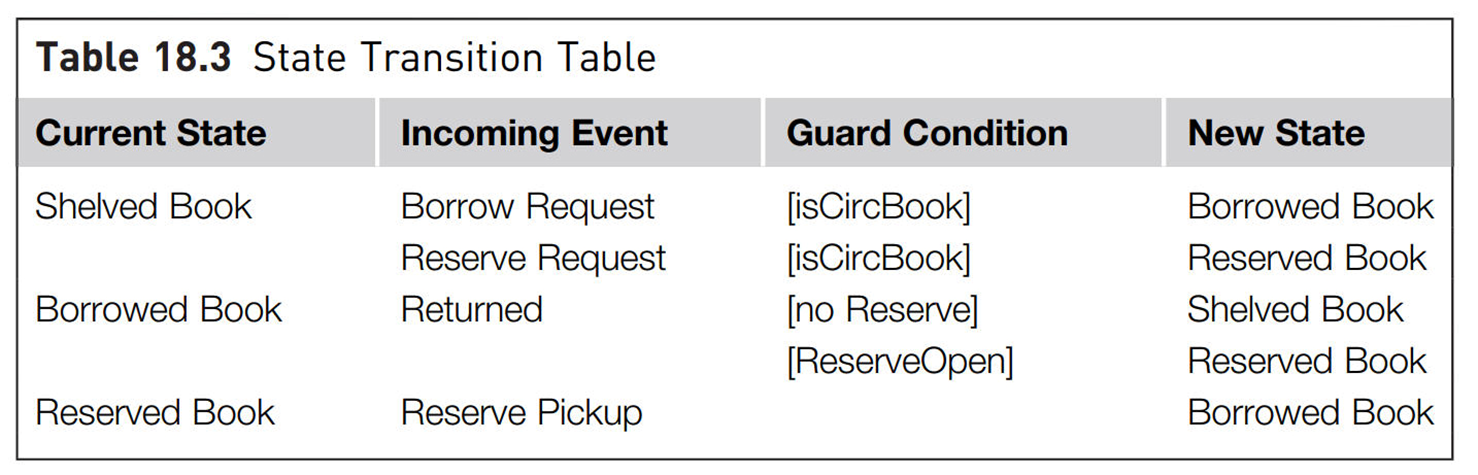 Table 18.3 State Transition Table
Current State Incoming Event Guard Condition New State
Shelved Book Borrow Request [isCircBook] Borrowed Book
Reserve Request [isCircBook] Reserved Book
Borrowed Book Returned [no Reserve] Shelved Book
[ReserveOpen] Reserved Book
Reserved Book Reserve Pickup Borrowed Book